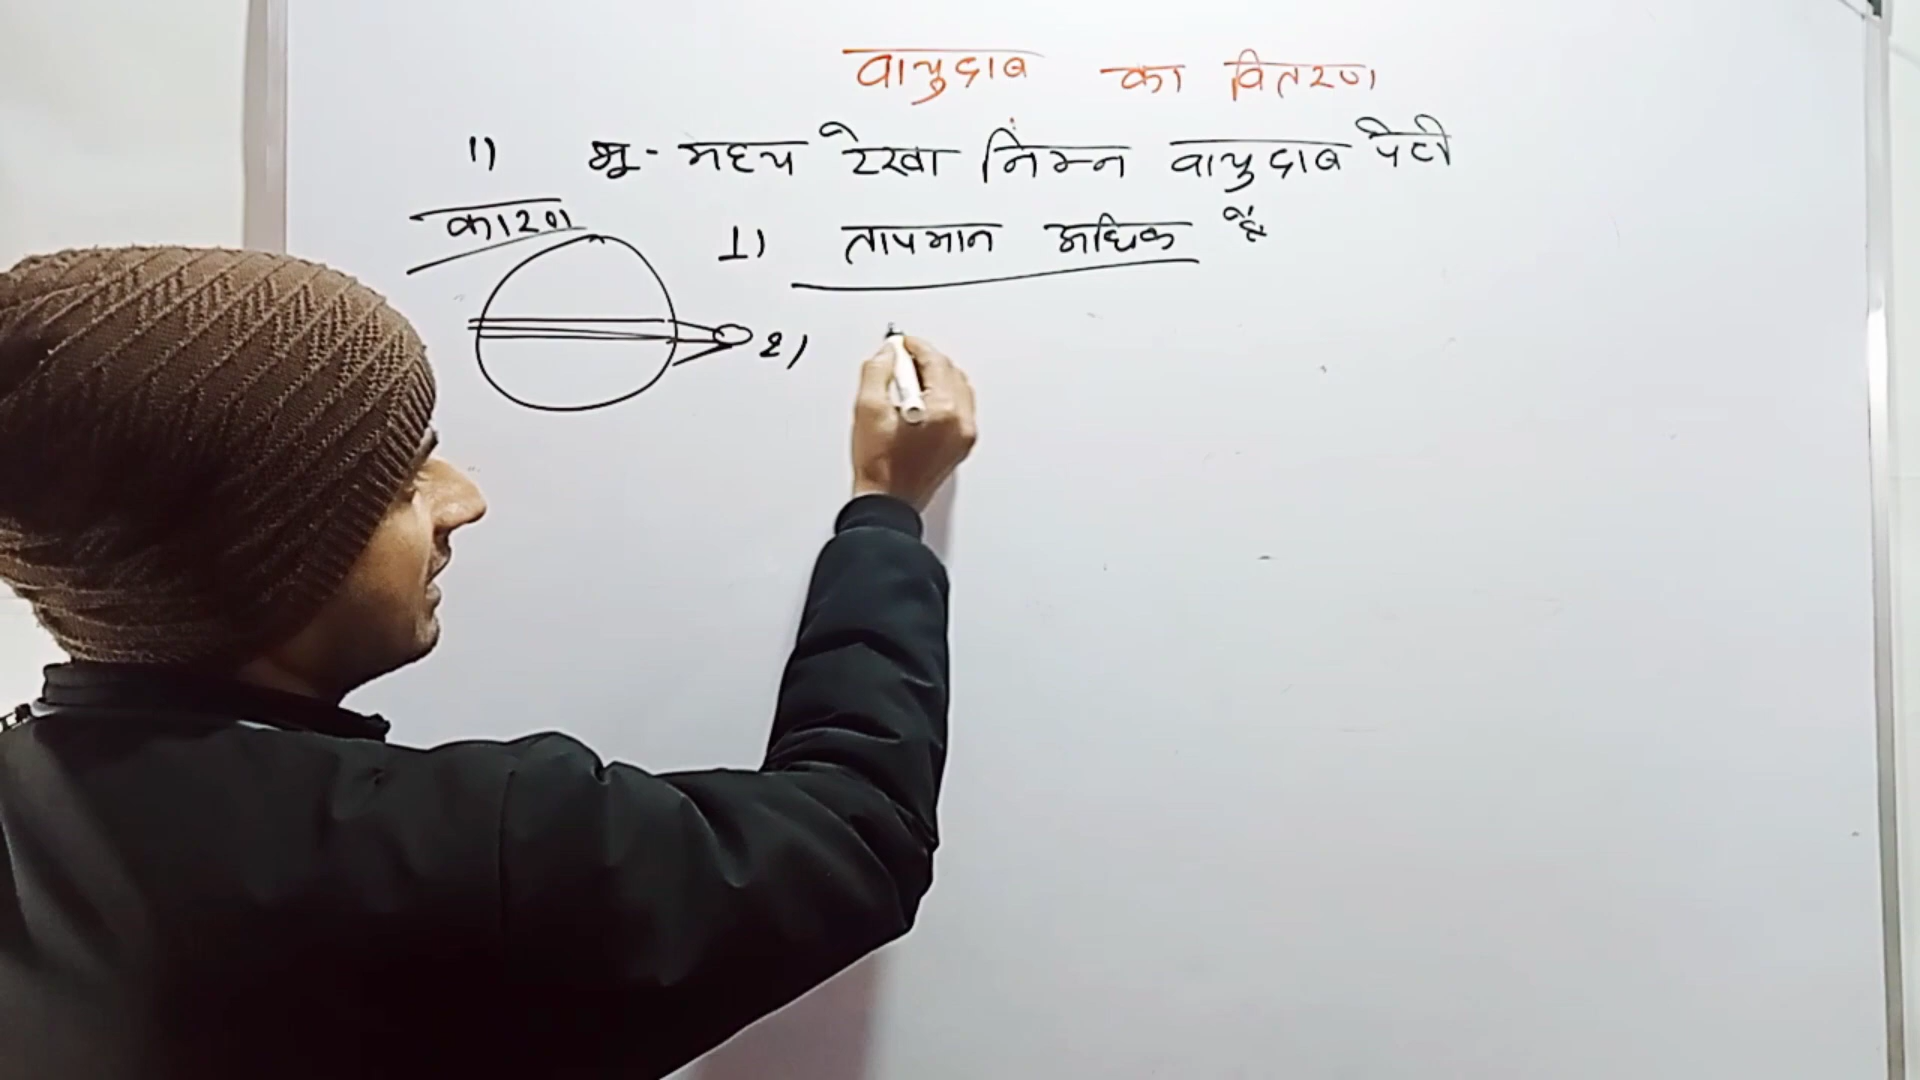 वायुदाब का वितरण
1) भू-मध्य रेखा निम्न वायुदाब पेटी
कारण
1) तापमान अधिक है
2)